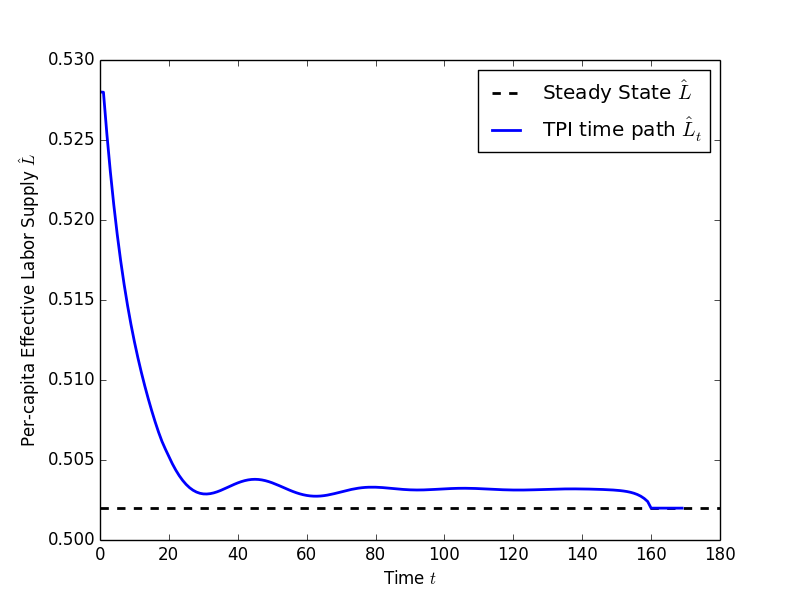 0.530
0.525
0.520
0.515
0.510
0.505
0.500
0 20 40 60 80 100 120 140 160 180
Time t
Per-capita Effective Labor Supply L̂
Steady State L̂
TPI time path L̂_t